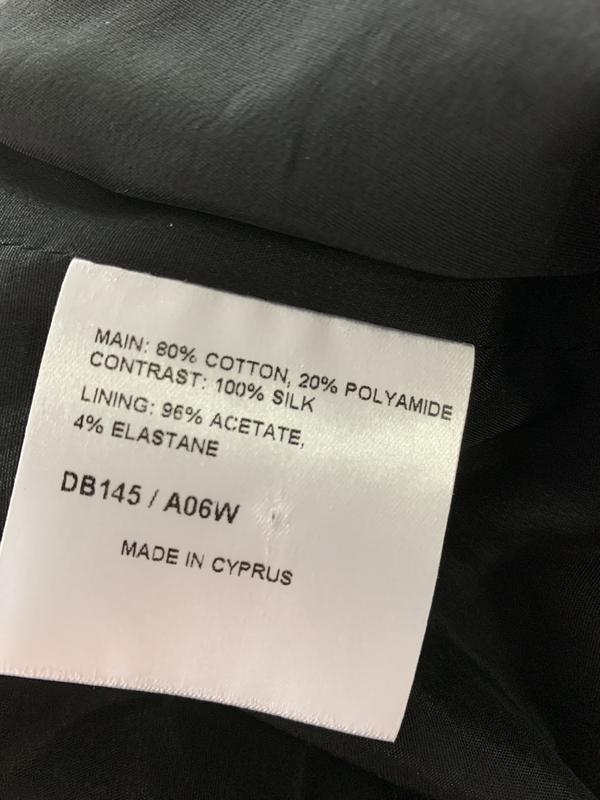 MAIN: 80% COTTON, 20% POLYAMIDE
CONTRAST: 100% SILK
LINING: 96% ACETATE,
4% ELASTANE
DB145 / A06W
MADE IN CYPRUS